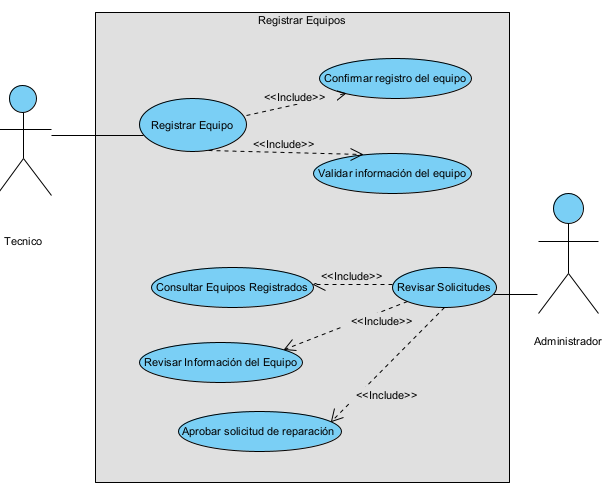 Registrar Equipos
Confirmar registro del equipo
<<Include>>
Registrar Equipo
<<Include>>
Validar información del equipo
Tecnico
<<Include>>
Consultar Equipos Registrados
Revisar Solicitudes
<<Include>>
Administrador
Revisar Información del Equipo
<<Include>>
Aprobar solicitud de reparación